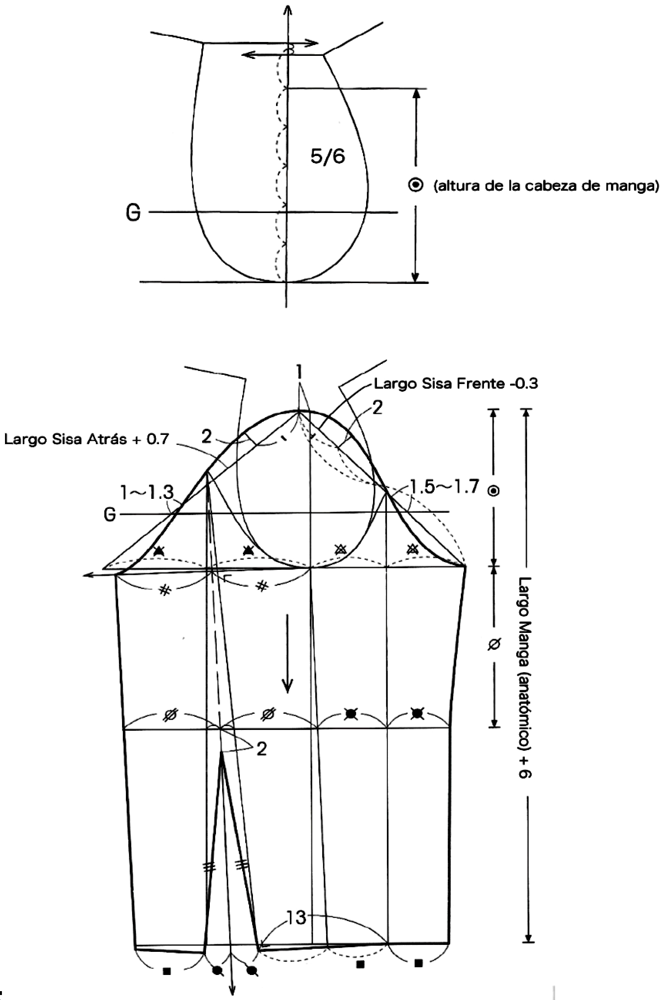 5/6
(altura de la cabeza de manga)
G
1
Largo Sisa Frente -0.3
2
Largo Sisa Atrás + 0.7
2
1~1.3
1.5~1.7
G
Largo Manga (anatómico) + 6
2
13